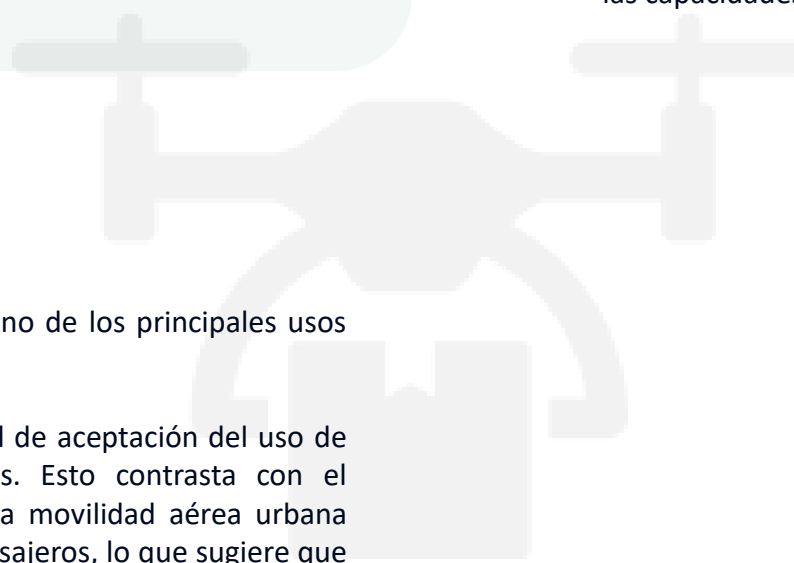 las capacidades
no de los principales usos
de aceptación del uso de
s. Esto contrasta con el
a movilidad aérea urbana
sajeros, lo que sugiere que